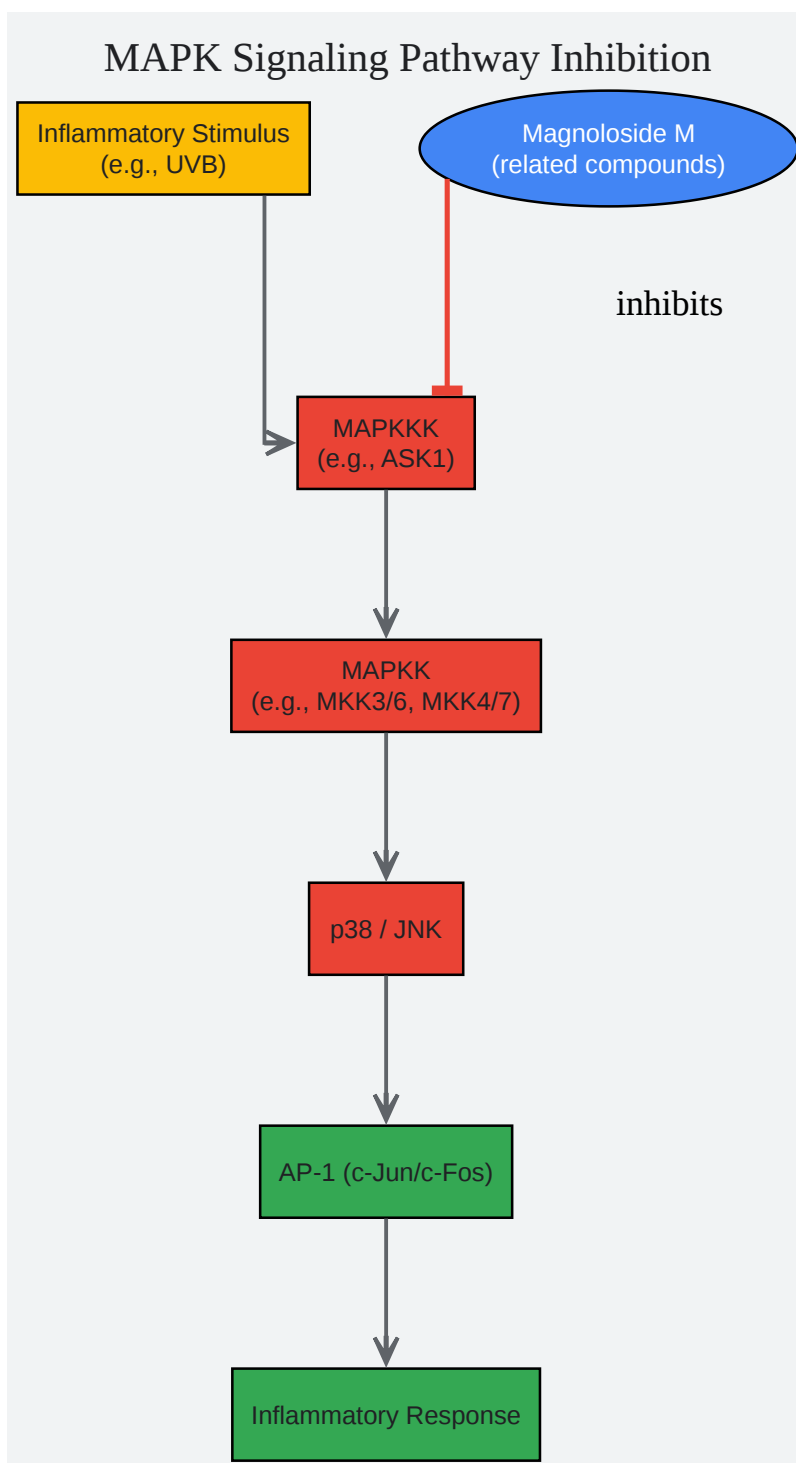 MAPK Signaling Pathway Inhibition
Inflammatory Stimulus
(e.g., UVB)
Magnoloside M
(related compounds)
inhibits
MAPKKK
(e.g., ASK1)
MAPKK
(e.g., MKK3/6, MKK4/7)
p38 / JNK
AP-1 (c-Jun/c-Fos)
Inflammatory Response